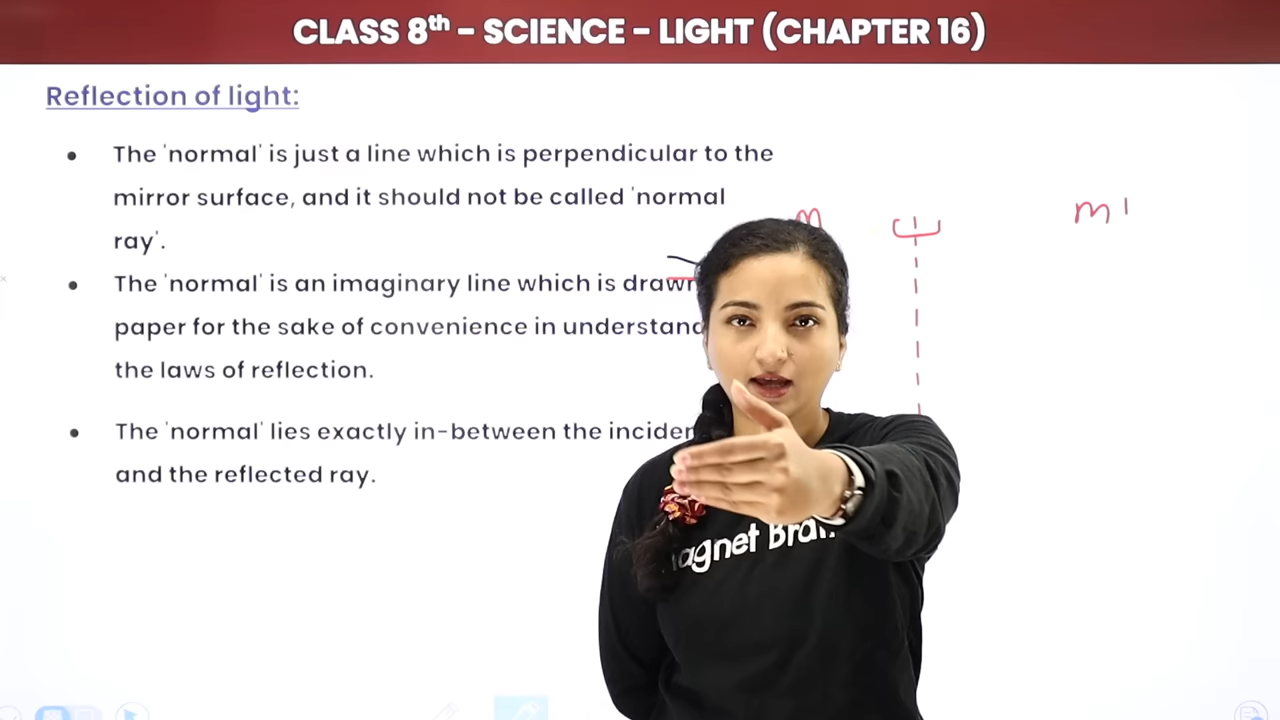 CLASS 8th - SCIENCE - LIGHT (CHAPTER 16)
Reflection of light:
• The 'normal' is just a line which is perpendicular to the
mirror surface, and it should not be called 'normal
ray'.
• The 'normal' is an imaginary line which is drawn
paper for the sake of convenience in understand
the laws of reflection.
• The 'normal' lies exactly in-between the inciden
and the reflected ray.
m
m'
agnet Brain